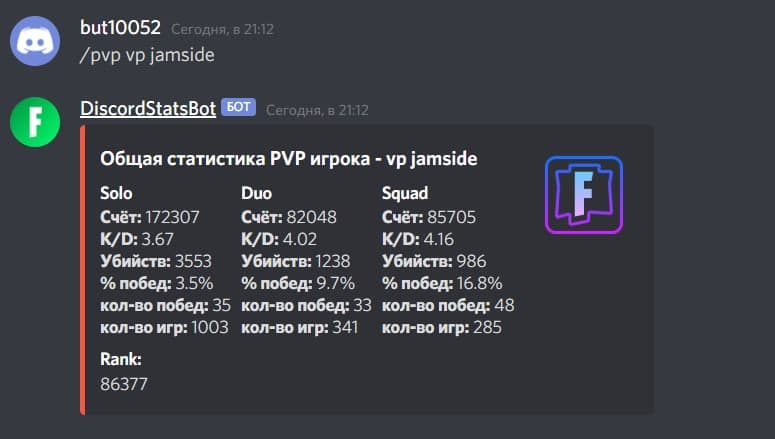 but10052 Сегодня, в 21:12
/pvp vp jamside
DiscordStatsBot БОТ Сегодня, в 21:12
Общая статистика PVP игрока - vp jamside
Solo Duo Squad
Счёт: 172307 Счёт: 82048 Счёт: 85705
K/D: 3.67 K/D: 4.02 K/D: 4.16
Убийств: 3553 Убийств: 1238 Убийств: 986
% побед: 3.5% % побед: 9.7% % побед: 16.8%
кол-во побед: 35 кол-во побед: 33 кол-во побед: 48
кол-во игр: 1003 кол-во игр: 341 кол-во игр: 285
Rank:
86377